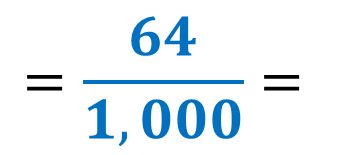 64
= =
1,000